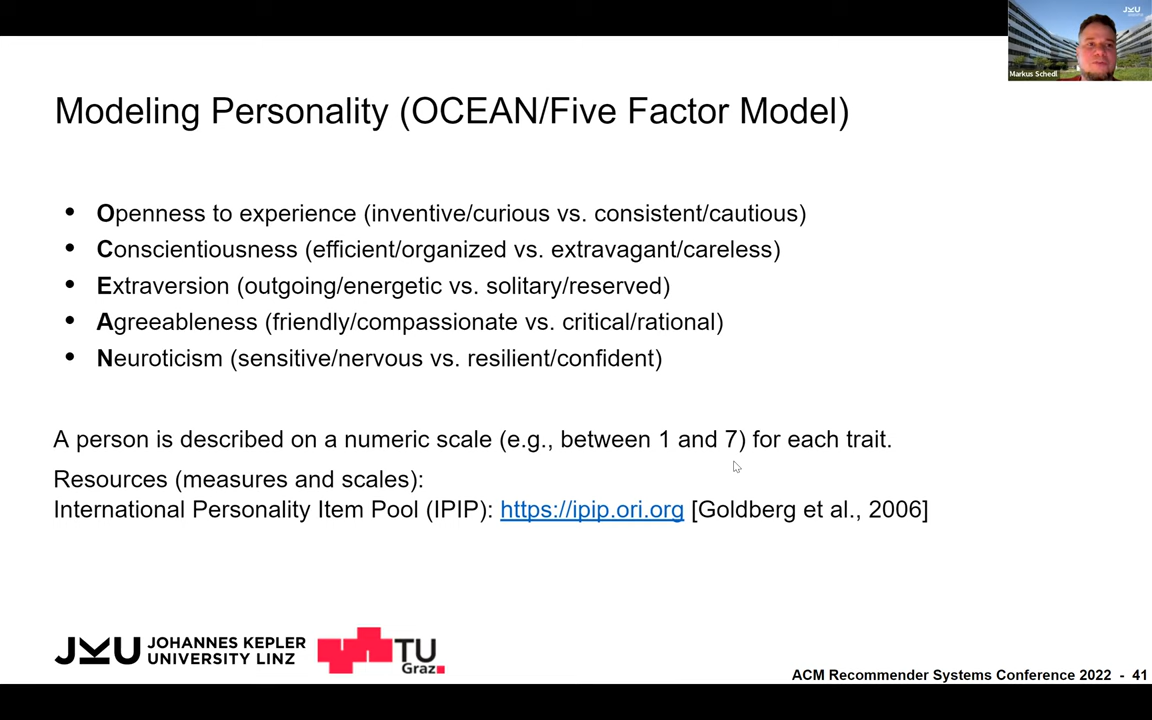 JKU
Markus Schedl
Modeling Personality (OCEAN/Five Factor Model)
• Openness to experience (inventive/curious vs. consistent/cautious)
• Conscientiousness (efficient/organized vs. extravagant/careless)
• Extraversion (outgoing/energetic vs. solitary/reserved)
• Agreeableness (friendly/compassionate vs. critical/rational)
• Neuroticism (sensitive/nervous vs. resilient/confident)
A person is described on a numeric scale (e.g., between 1 and 7) for each trait.
Resources (measures and scales):
International Personality Item Pool (IPIP): https://ipip.ori.org [Goldberg et al., 2006]
JKU JOHANNES KEPLER
UNIVERSITY LINZ
TU
Graz
ACM Recommender Systems Conference 2022 - 41